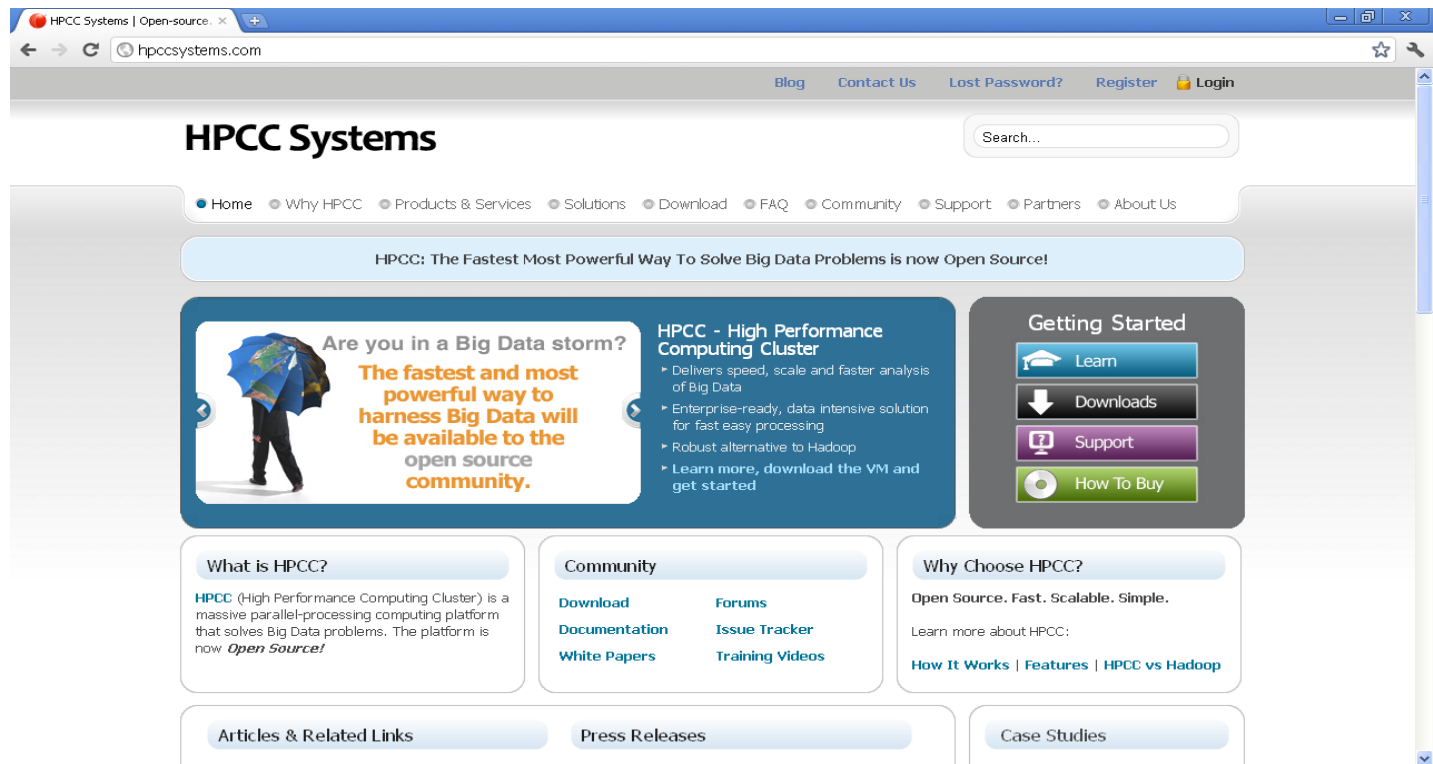 HPCC Systems | Open-source.
hpccsystems.com
Blog Contact Us Lost Password? Register Login
HPCC Systems
Search...
Home Why HPCC Products & Services Solutions Download FAQ Community Support Partners About Us
HPCC: The Fastest Most Powerful Way To Solve Big Data Problems is now Open Source!
Are you in a Big Data storm?
The fastest and most
powerful way to
harness Big Data will
be available to the
open source
community.
HPCC - High Performance
Computing Cluster
Delivers speed, scale and faster analysis
of Big Data
Enterprise-ready, data intensive solution
for fast easy processing
Robust alternative to Hadoop
Learn more, download the VM and
get started
Getting Started
Learn
Downloads
Support
How To Buy
What is HPCC?
HPCC (High Performance Computing Cluster) is a
massive parallel-processing computing platform
that solves Big Data problems. The platform is
now Open Source!
Community
Download Forums
Documentation Issue Tracker
White Papers Training Videos
Why Choose HPCC?
Open Source. Fast. Scalable. Simple.
Learn more about HPCC:
How It Works | Features | HPCC vs Hadoop
Articles & Related Links
Press Releases
Case Studies